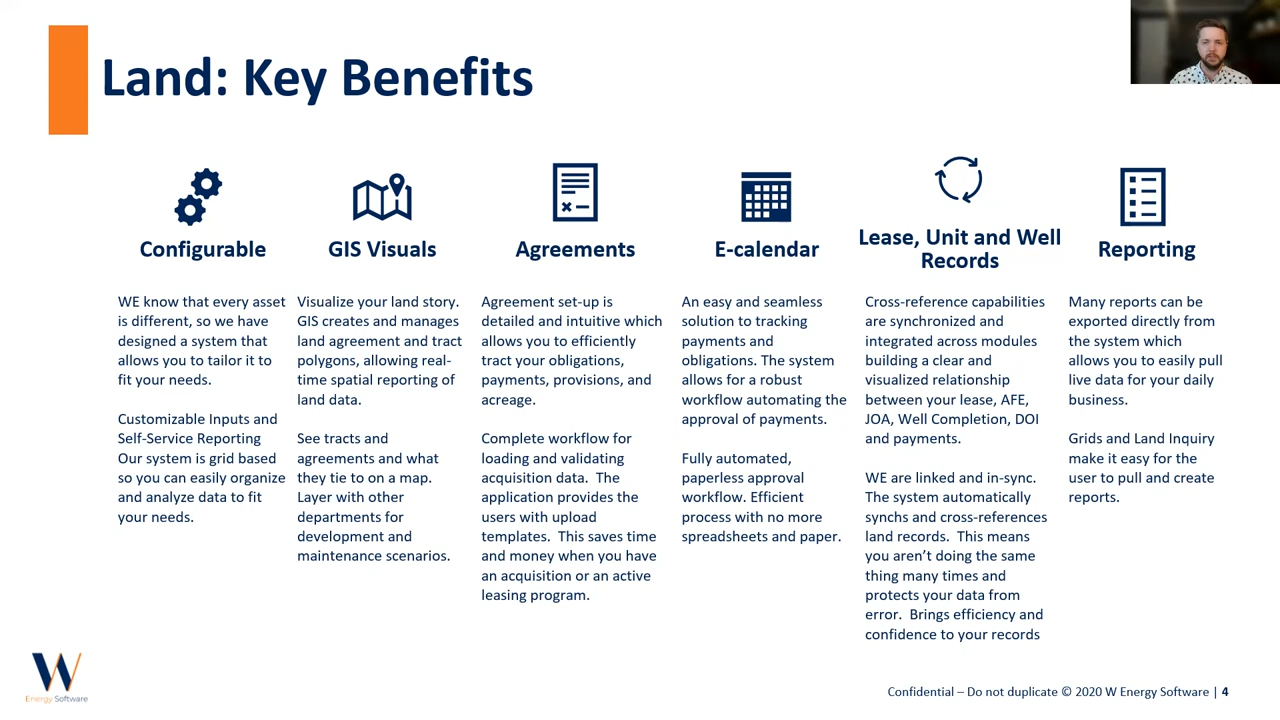 Land: Key Benefits
Configurable
WE know that every asset
is different, so we have
designed a system that
allows you to tailor it to
fit your needs.
Customizable Inputs and
Self-Service Reporting
Our system is grid based
so you can easily organize
and analyze data to fit
your needs.
GIS Visuals
Visualize your land story.
GIS creates and manages
land agreement and tract
polygons, allowing real-
time spatial reporting of
land data.
See tracts and
agreements and what
they tie to on a map.
Layer with other
departments for
development and
maintenance scenarios.
Agreements
Agreement set-up is
detailed and intuitive which
allows you to efficiently
tract your obligations,
payments, provisions, and
acreage.
Complete workflow for
loading and validating
acquisition data.  The
application provides the
users with upload
templates.  This saves time
and money when you have
an acquisition or an active
leasing program.
E-calendar
An easy and seamless
solution to tracking
payments and
obligations. The system
allows for a robust
workflow automating the
approval of payments.
Fully automated,
paperless approval
workflow. Efficient
process with no more
spreadsheets and paper.
Lease, Unit and Well
Records
Cross-reference capabilities
are synchronized and
integrated across modules
building a clear and
visualized relationship
between your lease, AFE,
JOA, Well Completion, DOI
and payments.
WE are linked and in-sync.
The system automatically
synchs and cross-references
land records.  This means
you aren't doing the same
thing many times and
protects your data from
error.  Brings efficiency and
confidence to your records
Reporting
Many reports can be
exported directly from
the system which
allows you to easily pull
live data for your daily
business.
Grids and Land Inquiry
make it easy for the
user to pull and create
reports.
W
Energy Software
Confidential – Do not duplicate © 2020 W Energy Software | 4